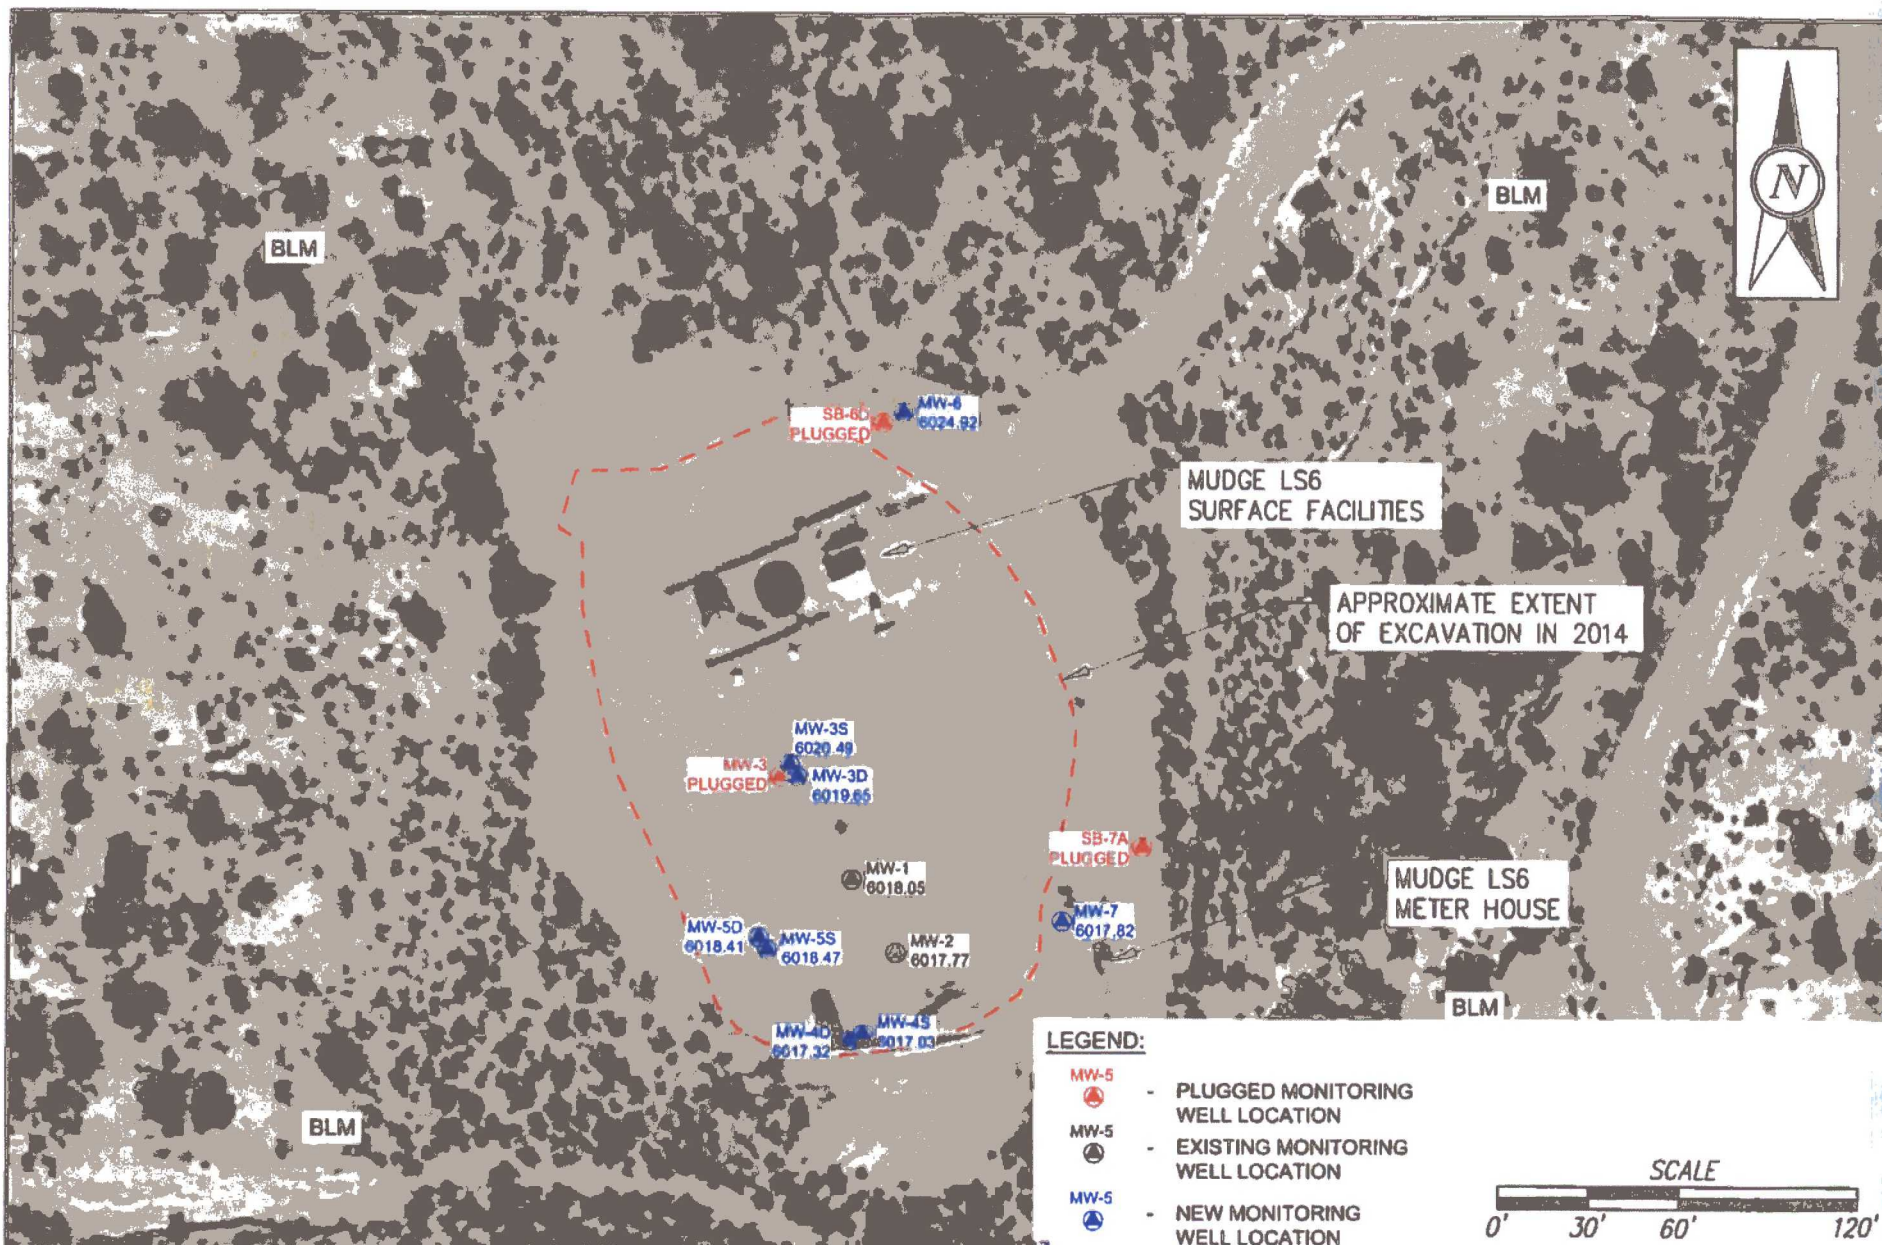 N
BLM
BLM
SB-6D
PLUGGED
MW-6
6024.92
MUDGE LS6
SURFACE FACILITIES
APPROXIMATE EXTENT
OF EXCAVATION IN 2014
MW-3S
6020.49
MW-3
PLUGGED
MW-3D
6019.65
SB-7A
PLUGGED
MW-1
6018.05
MUDGE LS6
METER HOUSE
MW-7
6017.82
MW-5D
6018.41
MW-5S
6018.47
MW-2
6017.77
BLM
MW-4D
6017.32
MW-4S
6017.03
BLM
LEGEND:
MW-5
- PLUGGED MONITORING
WELL LOCATION
MW-5
- EXISTING MONITORING
WELL LOCATION
MW-5
- NEW MONITORING
WELL LOCATION
SCALE
0' 30' 60' 120'